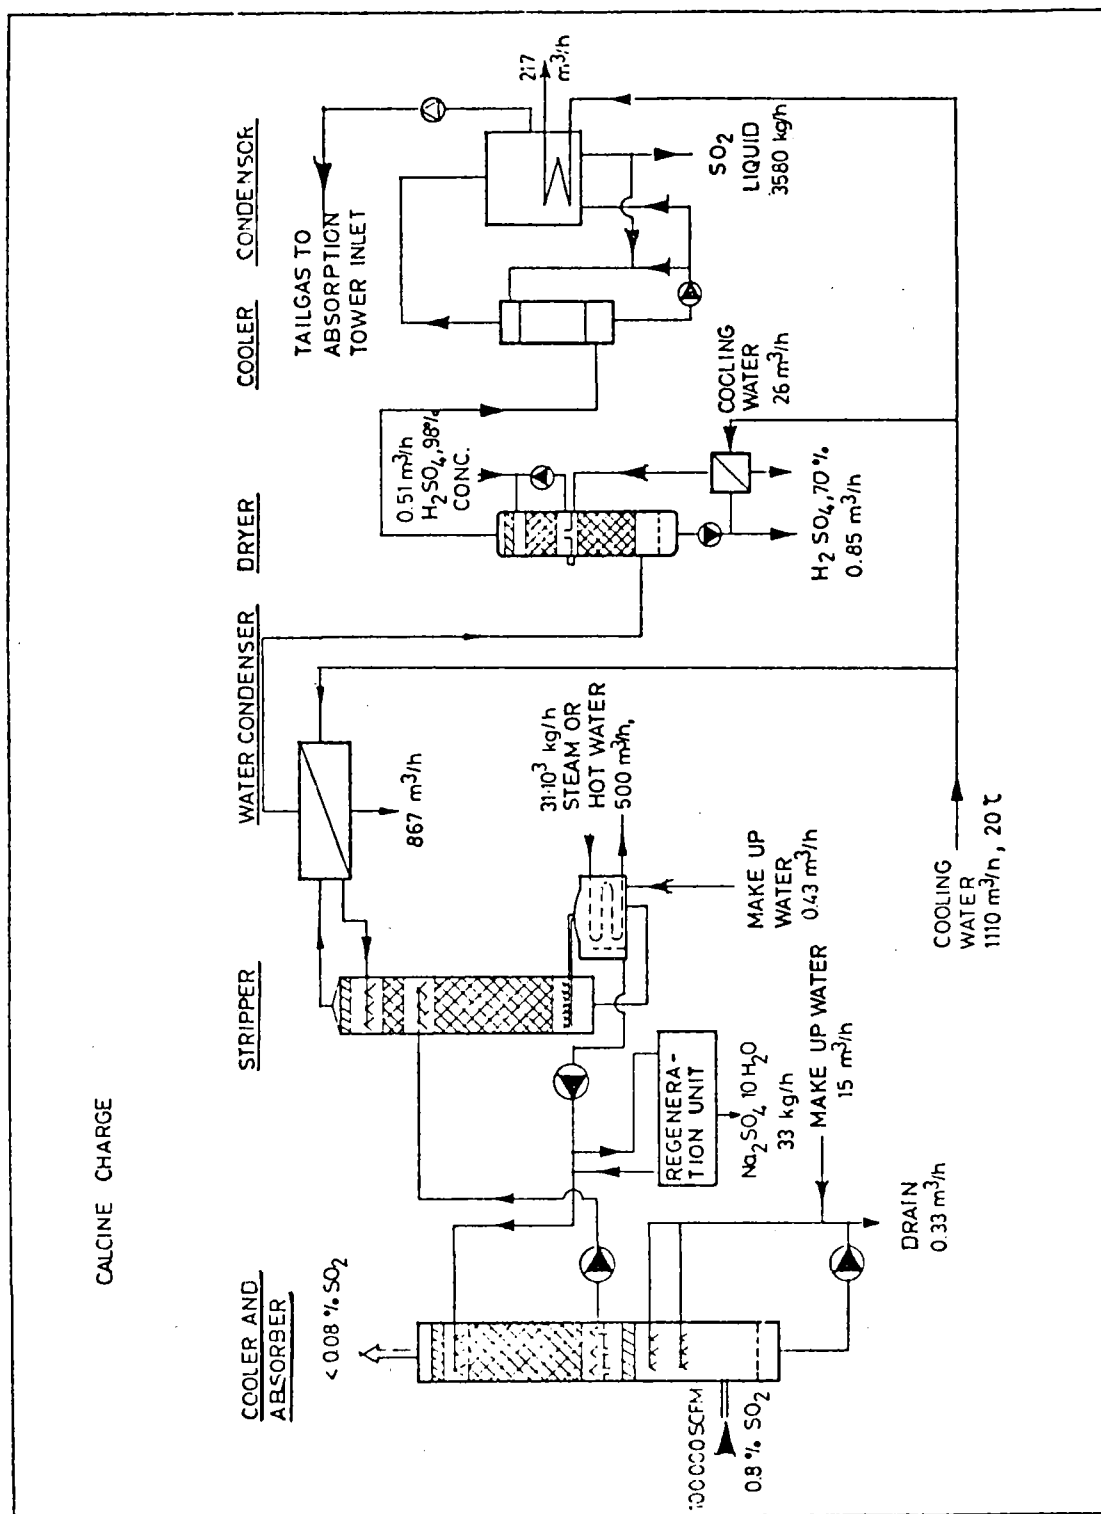 CALCINE CHARGE
COOLER AND
ABSORBER
STRIPPER
WATER CONDENSER
DRYER
COOLER
CONDENSOR
< 0.08 % SO2
100000 SCFM
0.8 % SO2
DRAIN
0.33 m3/h
MAKE UP WATER
15 m3/h
REGENERA-
TION UNIT
Na2SO4 10H2O
33 kg/h
MAKE UP
WATER
0.43 m3/h
31·103 kg/h
STEAM OR
HOT WATER
500 m3/h,
867 m3/h
COOLING
WATER
1110 m3/h, 20℃
0.51 m3/h
H2SO4, 98%
CONC.
H2SO4, 70%
0.85 m3/h
COOLING
WATER
26 m3/h
TAILGAS TO
ABSORPTION
TOWER INLET
217
m3/h
SO2
LIQUID
3580 kg/h